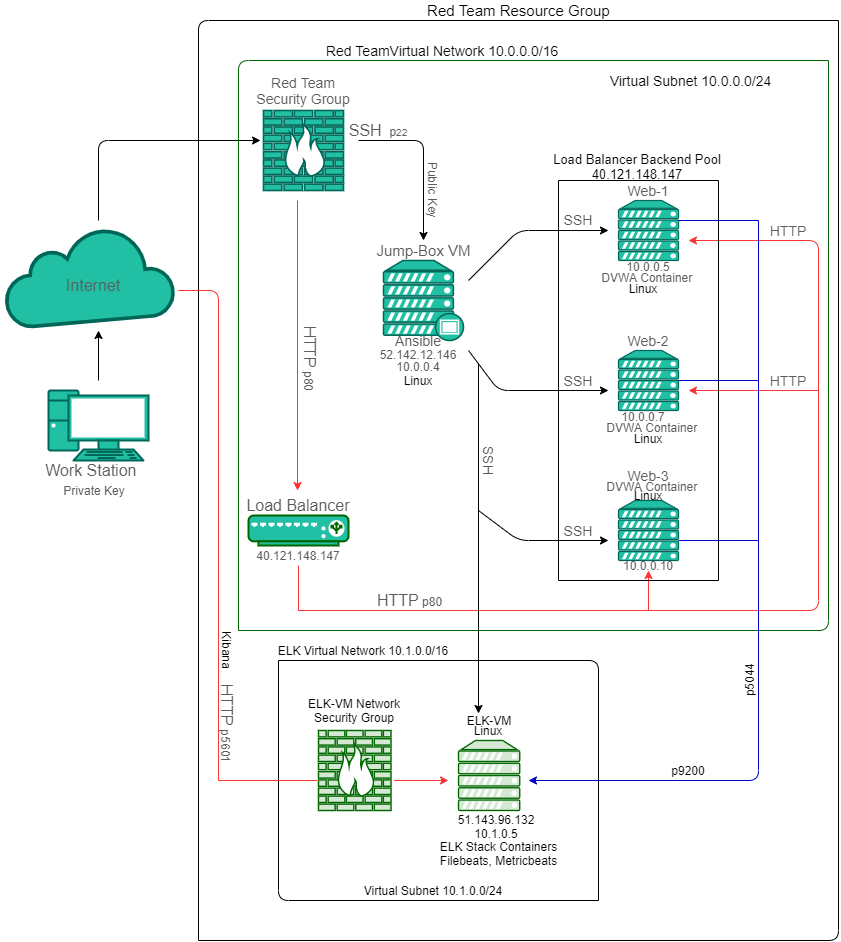 Red Team Resource Group
Red TeamVirtual Network 10.0.0.0/16
Virtual Subnet 10.0.0.0/24
Red Team
Security Group
SSH p22
Public Key
Load Balancer Backend Pool
40.121.148.147
Web-1
SSH
HTTP
10.0.0.5
DVWA Container
Linux
Jump-Box VM
Ansible
52.142.12.146
10.0.0.4
Linux
Internet
HTTP p80
Web-2
SSH
HTTP
10.0.0.7
DVWA Container
Linux
Work Station
Private Key
SSH
Web-3
DVWA Container
Linux
SSH
10.0.0.10
Load Balancer
40.121.148.147
HTTP p80
Kibana
HTTP p5601
ELK Virtual Network 10.1.0.0/16
p5044
ELK-VM Network
Security Group
ELK-VM
Linux
p9200
51.143.96.132
10.1.0.5
ELK Stack Containers
Filebeats, Metricbeats
Virtual Subnet 10.1.0.0/24